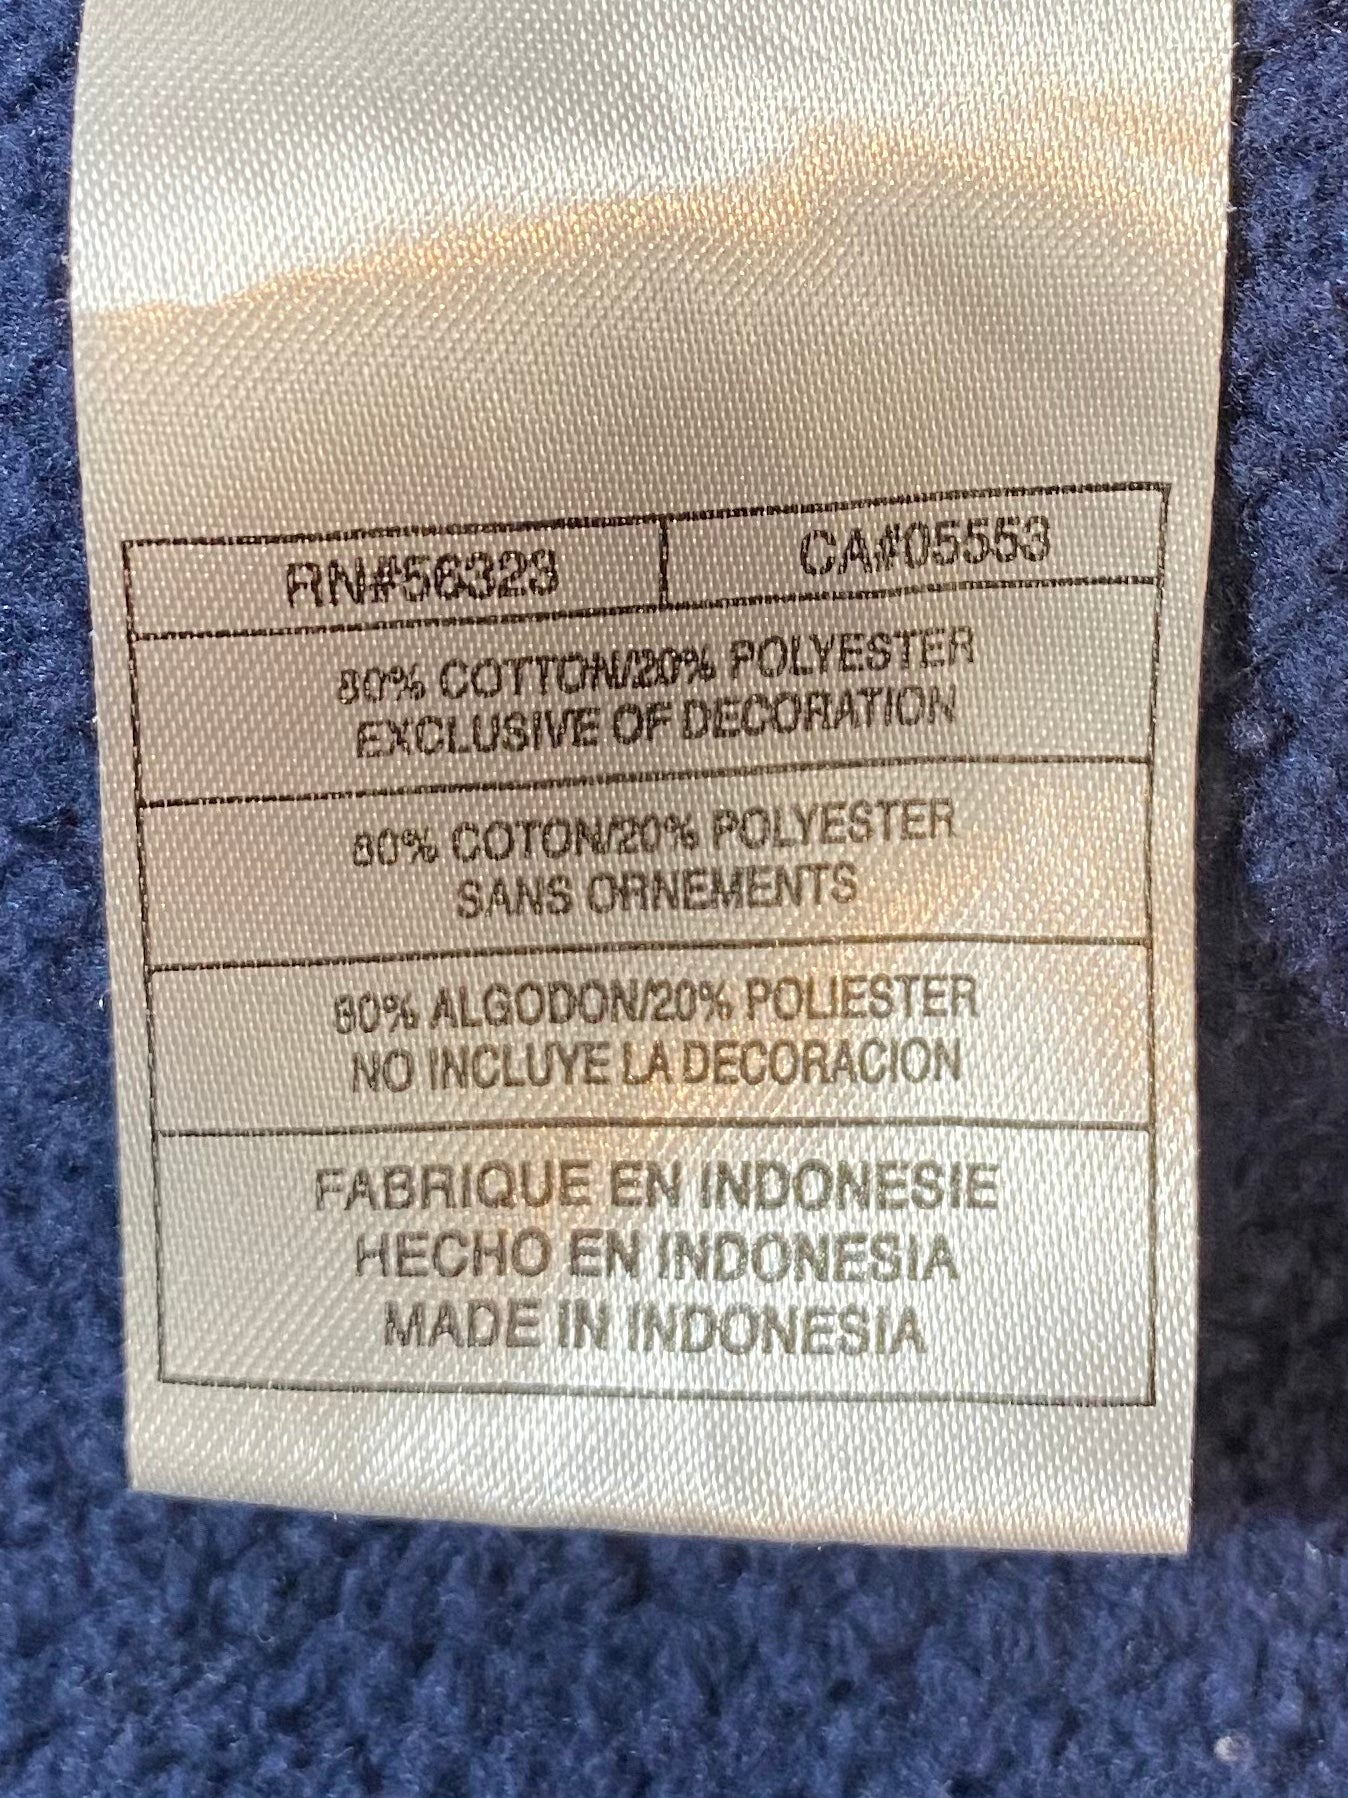 RN#56323 CA#05553
80% COTTON/20% POLYESTER
EXCLUSIVE OF DECORATION
80% COTON/20% POLYESTER
SANS ORNEMENTS
80% ALGODON/20% POLIESTER
NO INCLUYE LA DECORACION
FABRIQUE EN INDONESIE
HECHO EN INDONESIA
MADE IN INDONESIA